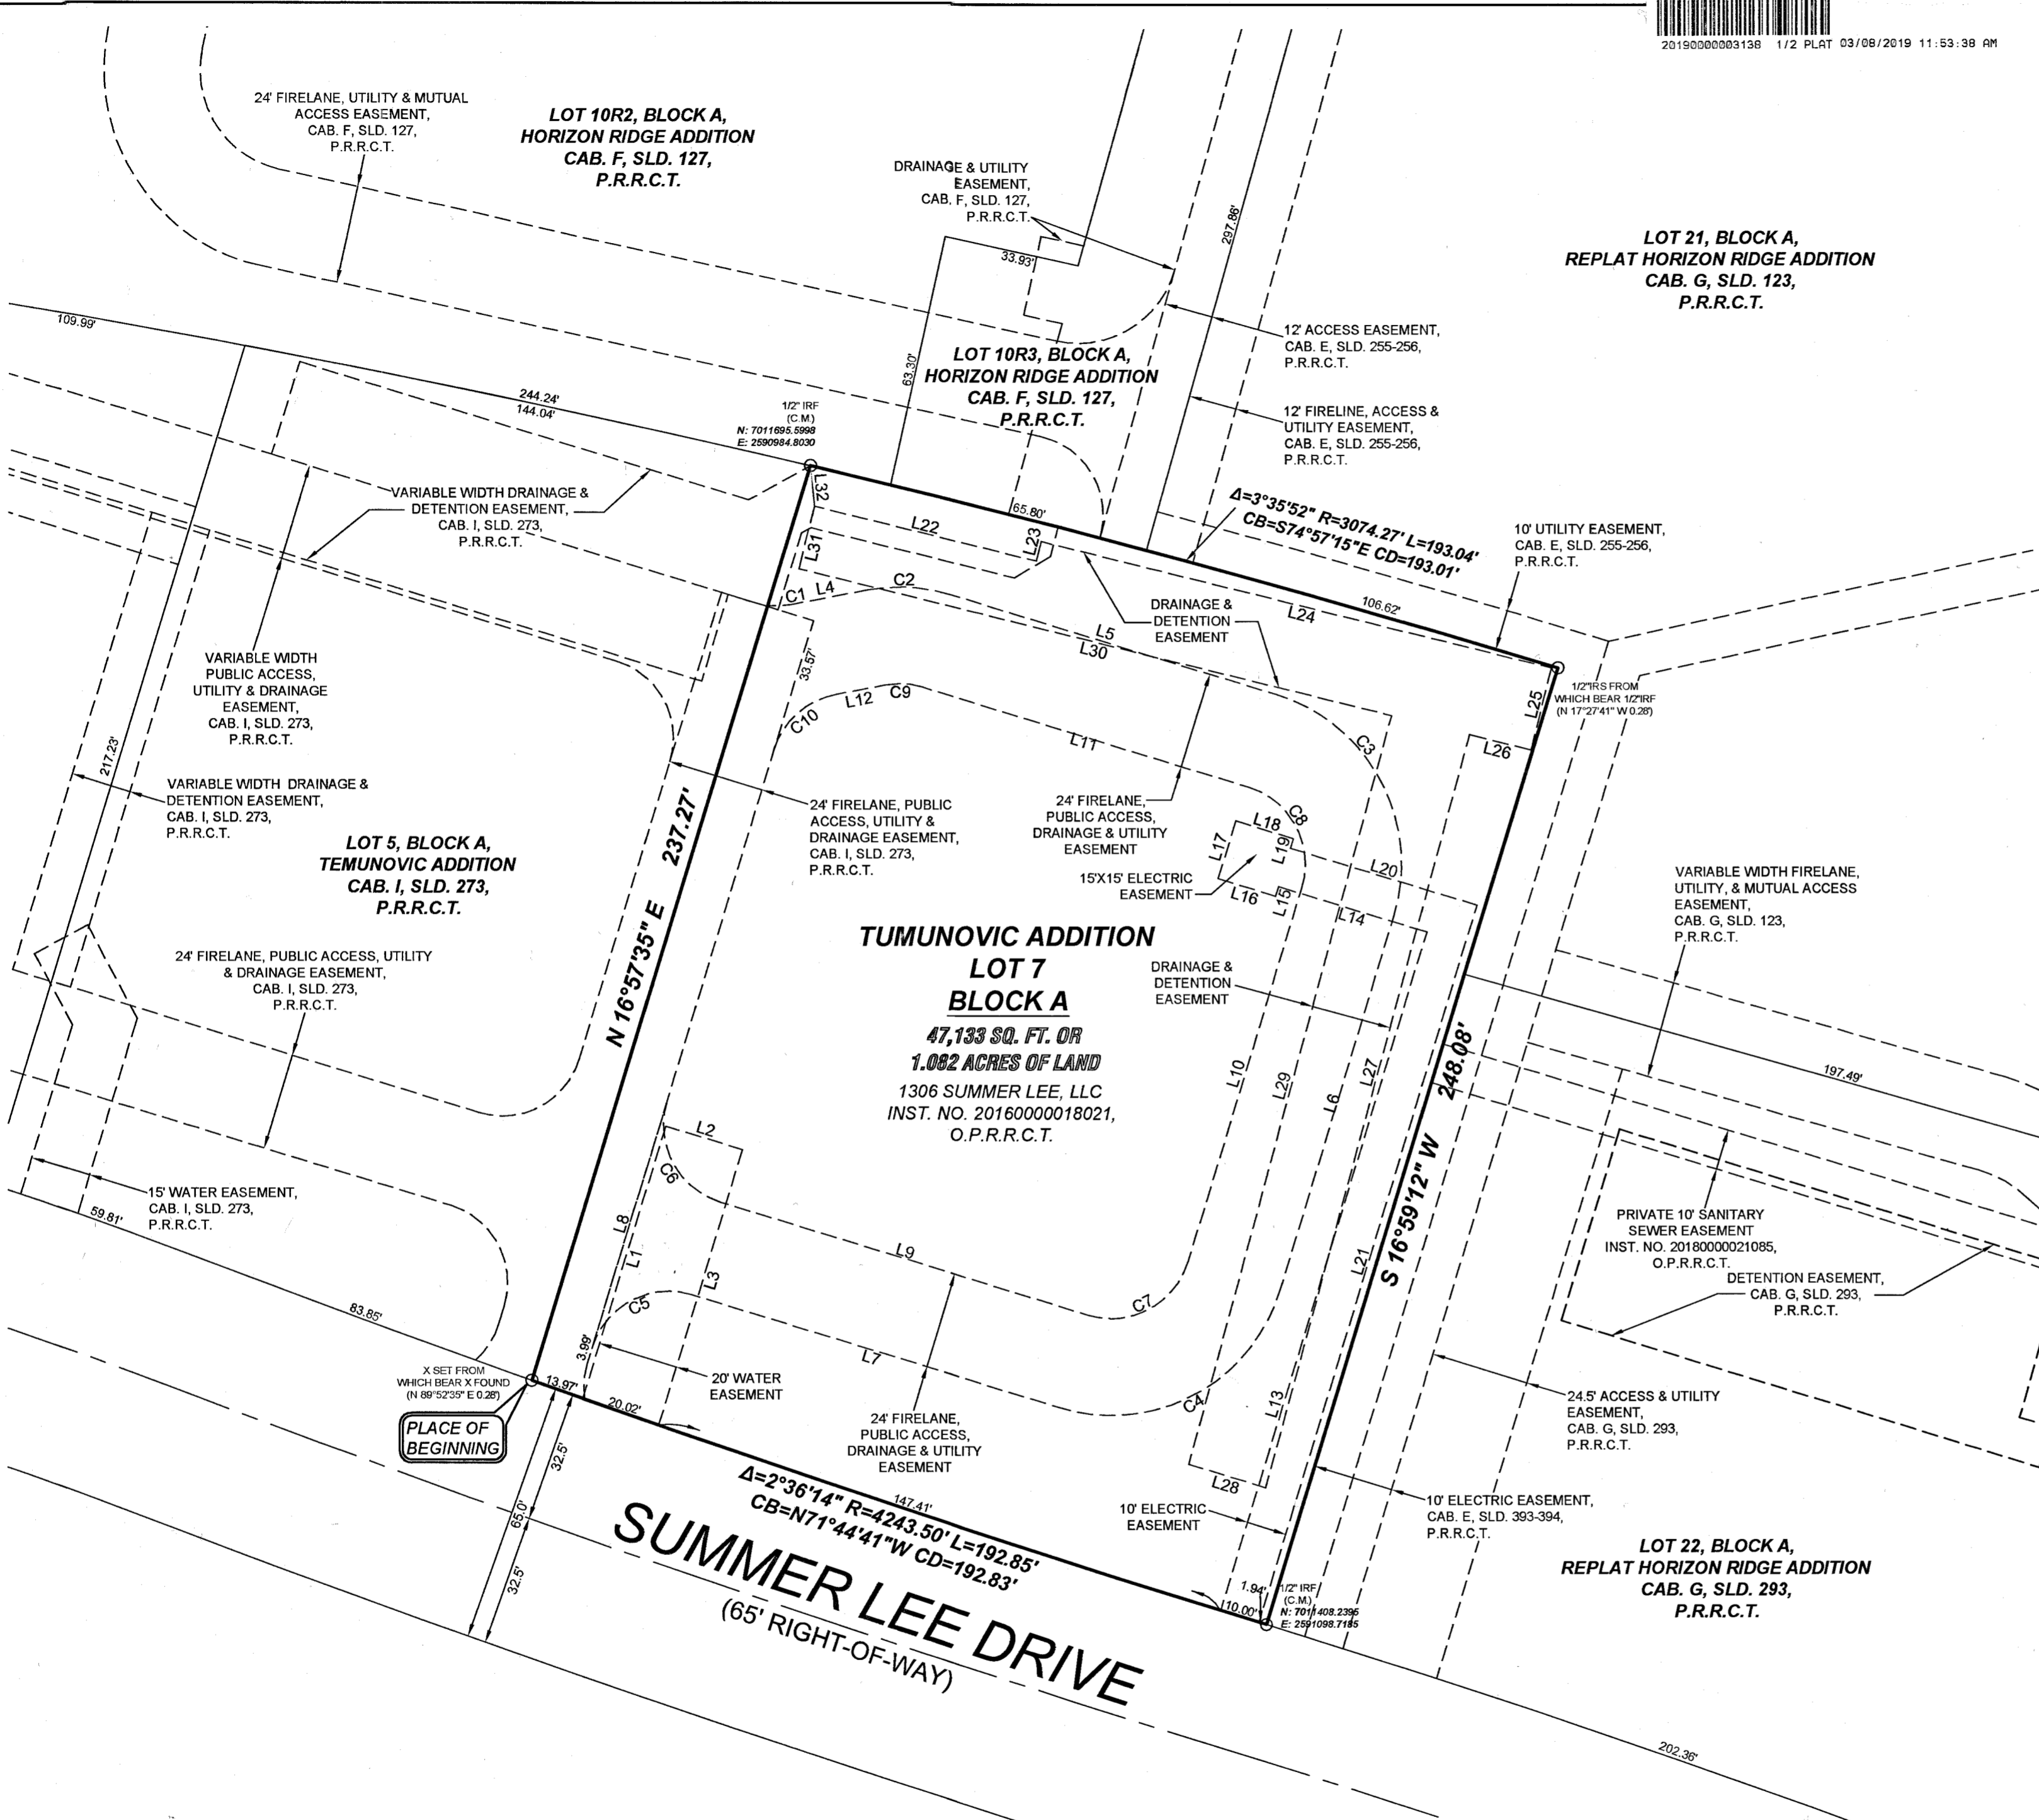 20190000003138 1/2 PLAT 03/08/2019 11:53:38 AM
24' FIRELANE, UTILITY & MUTUAL
ACCESS EASEMENT,
CAB. F, SLD. 127,
P.R.R.C.T.
LOT 10R2, BLOCK A,
HORIZON RIDGE ADDITION
CAB. F, SLD. 127,
P.R.R.C.T.
DRAINAGE & UTILITY
EASEMENT,
CAB. F, SLD. 127,
P.R.R.C.T.
33.93'
297.86'
LOT 21, BLOCK A,
REPLAT HORIZON RIDGE ADDITION
CAB. G, SLD. 123,
P.R.R.C.T.
109.99'
244.24'
144.04'
63.30'
1/2" IRF
(C.M.)
N: 7011695.5998
E: 2590984.8030
LOT 10R3, BLOCK A,
HORIZON RIDGE ADDITION
CAB. F, SLD. 127,
P.R.R.C.T.
12' ACCESS EASEMENT,
CAB. E, SLD. 255-256,
P.R.R.C.T.
12' FIRELINE, ACCESS &
UTILITY EASEMENT,
CAB. E, SLD. 255-256,
P.R.R.C.T.
VARIABLE WIDTH DRAINAGE &
DETENTION EASEMENT,
CAB. I, SLD. 273,
P.R.R.C.T.
L32
L22
65.80'
L23
L31
Δ=3°35'52" R=3074.27' L=193.04'
CB=S74°57'15"E CD=193.01'
10' UTILITY EASEMENT,
CAB. E, SLD. 255-256,
P.R.R.C.T.
C1 L4
C2
L5
L30
DRAINAGE &
DETENTION
EASEMENT
L24
106.62'
1/2"IRS FROM
WHICH BEAR 1/2"IRF
(N 17°27'41" W 0.28')
L25
L26
VARIABLE WIDTH
PUBLIC ACCESS,
UTILITY & DRAINAGE
EASEMENT,
CAB. I, SLD. 273,
P.R.R.C.T.
33.57'
C10
L12
C9
L11
C3
217.23'
VARIABLE WIDTH DRAINAGE &
DETENTION EASEMENT,
CAB. I, SLD. 273,
P.R.R.C.T.
LOT 5, BLOCK A,
TEMUNOVIC ADDITION
CAB. I, SLD. 273,
P.R.R.C.T.
N 16°57'35" E 237.27'
24' FIRELANE, PUBLIC
ACCESS, UTILITY &
DRAINAGE EASEMENT,
CAB. I, SLD. 273,
P.R.R.C.T.
24' FIRELANE,
PUBLIC ACCESS,
DRAINAGE & UTILITY
EASEMENT
C8
L18
L17
L19
L20
15'X15' ELECTRIC
EASEMENT
L16
L15
L14
VARIABLE WIDTH FIRELANE,
UTILITY, & MUTUAL ACCESS
EASEMENT,
CAB. G, SLD. 123,
P.R.R.C.T.
24' FIRELANE, PUBLIC ACCESS, UTILITY
& DRAINAGE EASEMENT,
CAB. I, SLD. 273,
P.R.R.C.T.
TUMUNOVIC ADDITION
LOT 7
BLOCK A
47,133 SQ. FT. OR
1.082 ACRES OF LAND
1306 SUMMER LEE, LLC
INST. NO. 20160000018021,
O.P.R.R.C.T.
DRAINAGE &
DETENTION
EASEMENT
L10
L29
L6
L27
S 16°59'12" W 248.08'
197.49'
L2
C6
L8
L1
L3
L9
C5
C7
L7
L21
15' WATER EASEMENT,
CAB. I, SLD. 273,
P.R.R.C.T.
59.81'
83.85'
PRIVATE 10' SANITARY
SEWER EASEMENT
INST. NO. 20180000021085,
O.P.R.R.C.T.
DETENTION EASEMENT,
CAB. G, SLD. 293,
P.R.R.C.T.
3.99'
X SET FROM
WHICH BEAR X FOUND
(N 89°52'35" E 0.28')
13.97'
20.02'
20' WATER
EASEMENT
C4
L13
24.5' ACCESS & UTILITY
EASEMENT,
CAB. G, SLD. 293,
P.R.R.C.T.
PLACE OF
BEGINNING
24' FIRELANE,
PUBLIC ACCESS,
DRAINAGE & UTILITY
EASEMENT
32.5'
65.0'
32.5'
L28
147.41'
Δ=2°36'14" R=4243.50' L=192.85'
CB=N71°44'41"W CD=192.83'
10' ELECTRIC
EASEMENT
10' ELECTRIC EASEMENT,
CAB. E, SLD. 393-394,
P.R.R.C.T.
SUMMER LEE DRIVE
(65' RIGHT-OF-WAY)
1.94'
10.00'
1/2" IRF
(C.M.)
N: 7011408.2395
E: 2591098.7185
LOT 22, BLOCK A,
REPLAT HORIZON RIDGE ADDITION
CAB. G, SLD. 293,
P.R.R.C.T.
202.36'